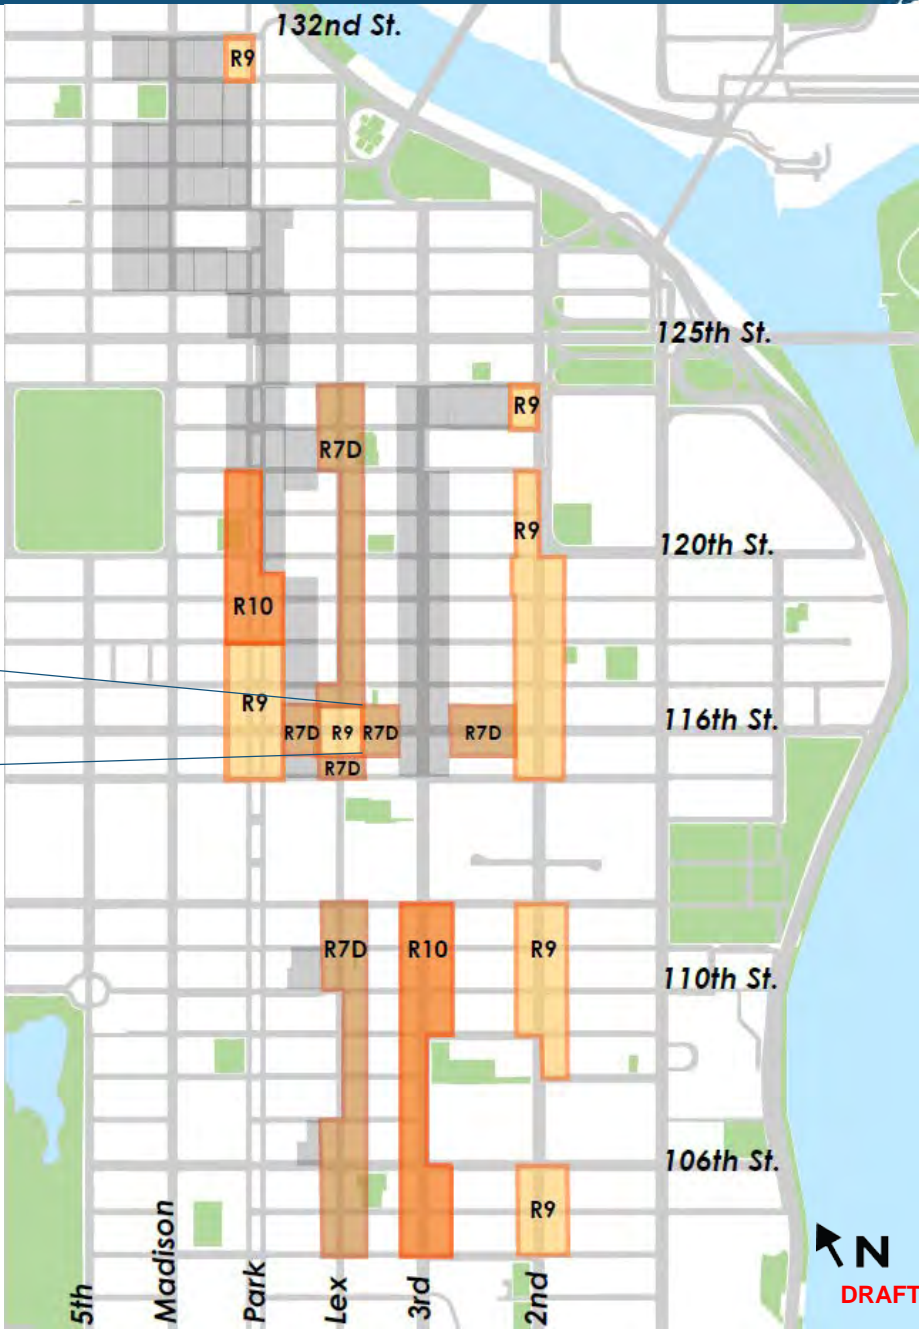 132nd St.
R9
125th St.
R9
R7D
R9
120th St.
R10
R9
116th St.
R7D
R9
R7D
R7D
R7D
R7D
R10
R9
110th St.
106th St.
R9
5th
Madison
Park
Lex
3rd
2nd
N
DRAFT